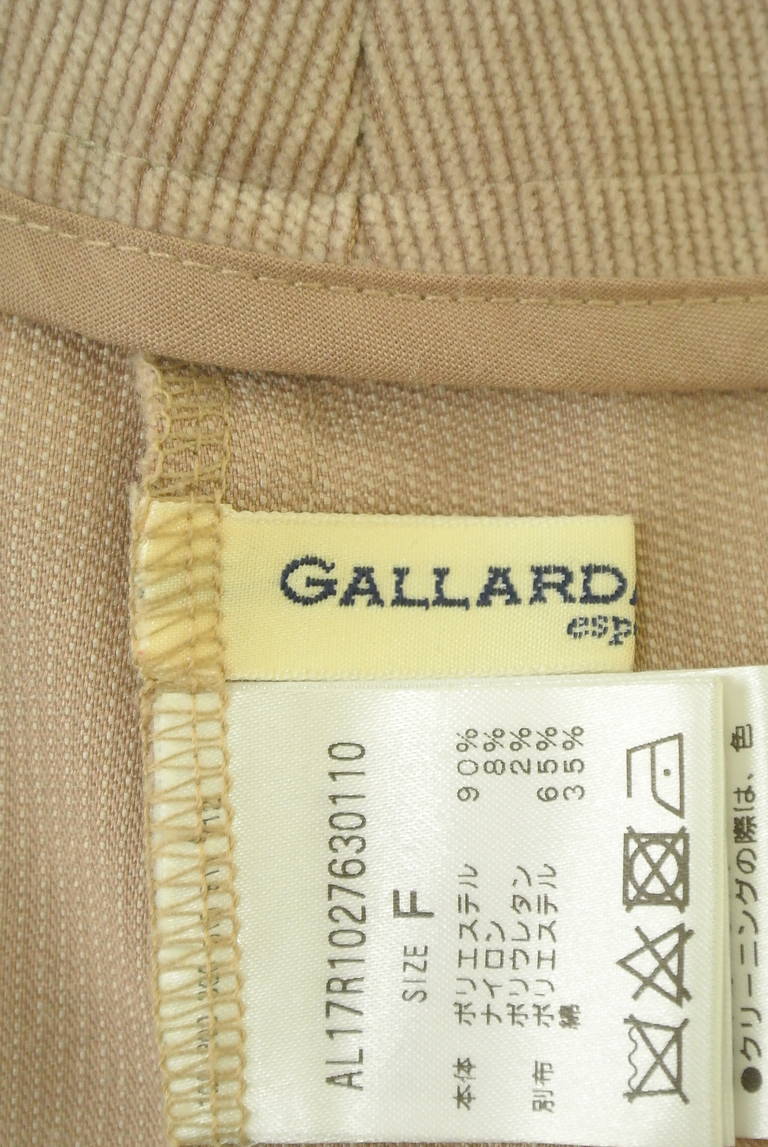 GALLARD
est
AL17R1027630110
SIZE F
本体 ポリエステル 90%
ナイロン 8%
ポリウレタン 2%
別布 ポリエステル 65%
綿 35%
●クリーニングの際は、色